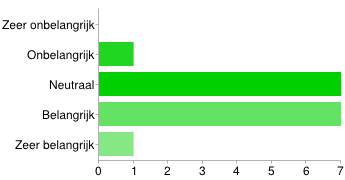 Zeer onbelangrijk
Onbelangrijk
Neutraal
Belangrijk
Zeer belangrijk
0 1 2 3 4 5 6 7